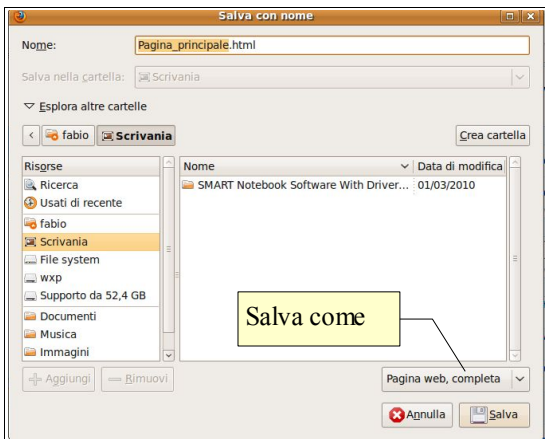 Salva con nome
Nome: Pagina_principale.html
Salva nella cartella: Scrivania
Esplora altre cartelle
fabio Scrivania Crea cartella
Risorse Nome Data di modifica
Ricerca SMART Notebook Software With Driver... 01/03/2010
Usati di recente
fabio
Scrivania
File system
wxp
Supporto da 52,4 GB
Documenti
Musica
Immagini
Salva come
Aggiungi Rimuovi Pagina web, completa
Annulla Salva